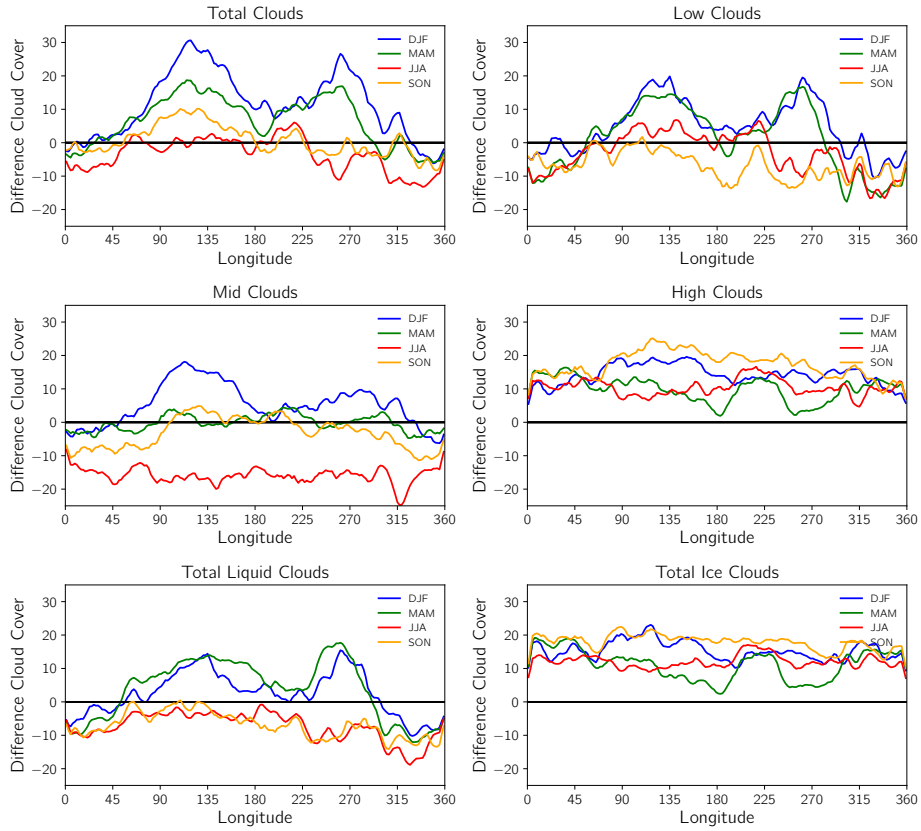 Total Clouds
Difference Cloud Cover
30
20
10
0
−10
−20
DJF
MAM
JJA
SON
0 45 90 135 180 225 270 315 360
Longitude
Low Clouds
Difference Cloud Cover
30
20
10
0
−10
−20
DJF
MAM
JJA
SON
0 45 90 135 180 225 270 315 360
Longitude
Mid Clouds
Difference Cloud Cover
30
20
10
0
−10
−20
DJF
MAM
JJA
SON
0 45 90 135 180 225 270 315 360
Longitude
High Clouds
Difference Cloud Cover
30
20
10
0
−10
−20
DJF
MAM
JJA
SON
0 45 90 135 180 225 270 315 360
Longitude
Total Liquid Clouds
Difference Cloud Cover
30
20
10
0
−10
−20
DJF
MAM
JJA
SON
0 45 90 135 180 225 270 315 360
Longitude
Total Ice Clouds
Difference Cloud Cover
30
20
10
0
−10
−20
DJF
MAM
JJA
SON
0 45 90 135 180 225 270 315 360
Longitude